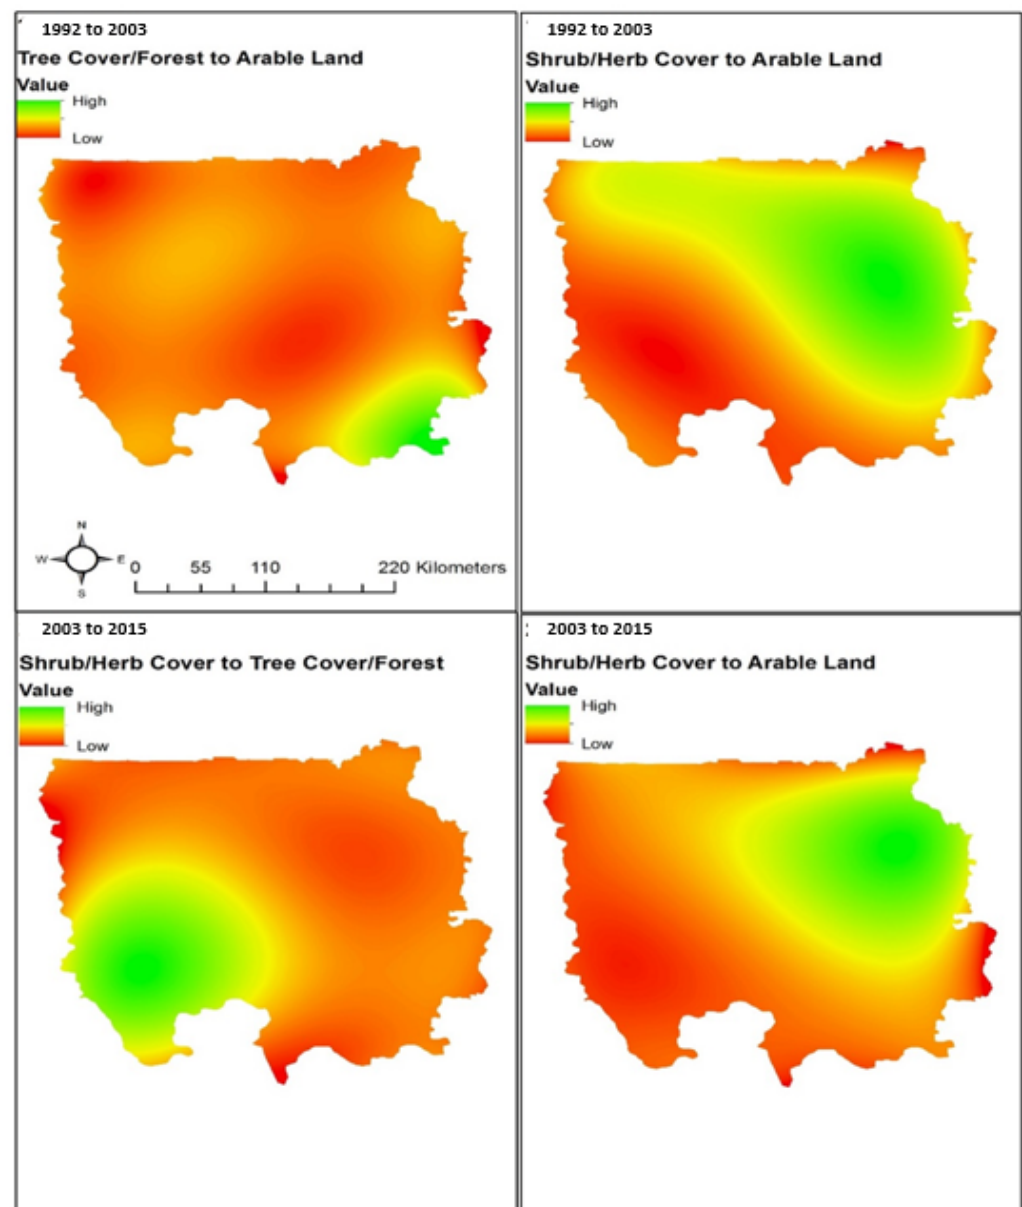 1992 to 2003
Tree Cover/Forest to Arable Land
Value
High
Low
N
W E
S
0 55 110 220 Kilometers
1992 to 2003
Shrub/Herb Cover to Arable Land
Value
High
Low
2003 to 2015
Shrub/Herb Cover to Tree Cover/Forest
Value
High
Low
2003 to 2015
Shrub/Herb Cover to Arable Land
Value
High
Low